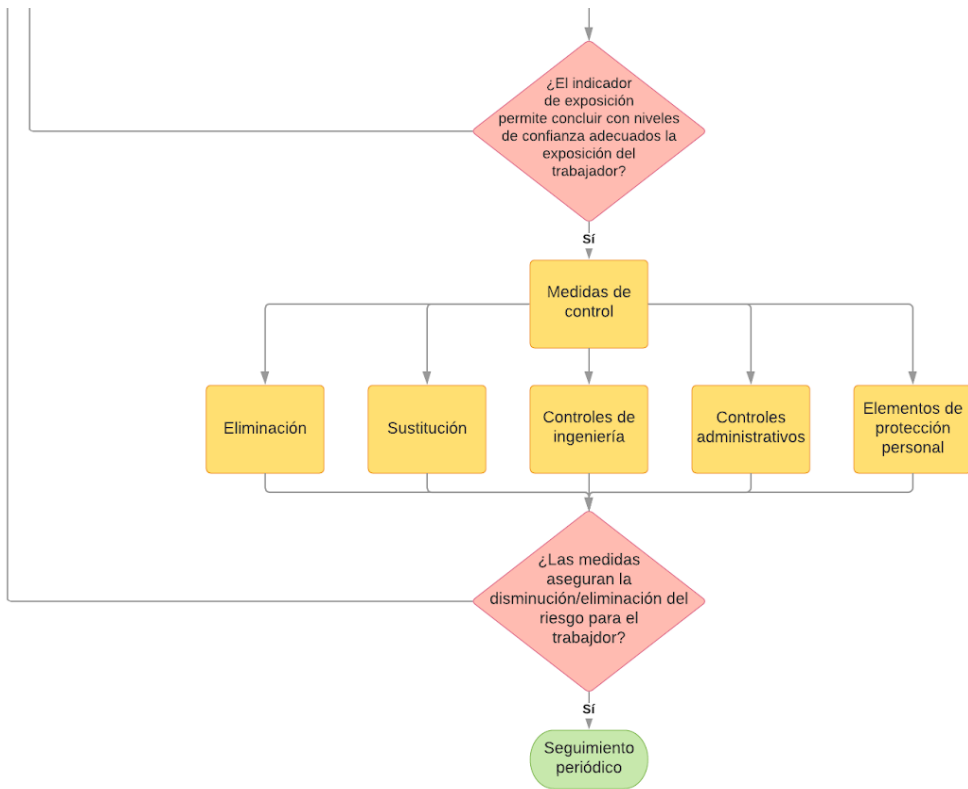 ¿El indicador
de exposición
permite concluir con niveles
de confianza adecuados la
exposición del
trabajador?
Sí
Medidas de
control
Eliminación
Sustitución
Controles de
ingeniería
Controles
administrativos
Elementos de
protección
personal
¿Las medidas
aseguran la
disminución/eliminación del
riesgo para el
trabajdor?
Sí
Seguimiento
periódico